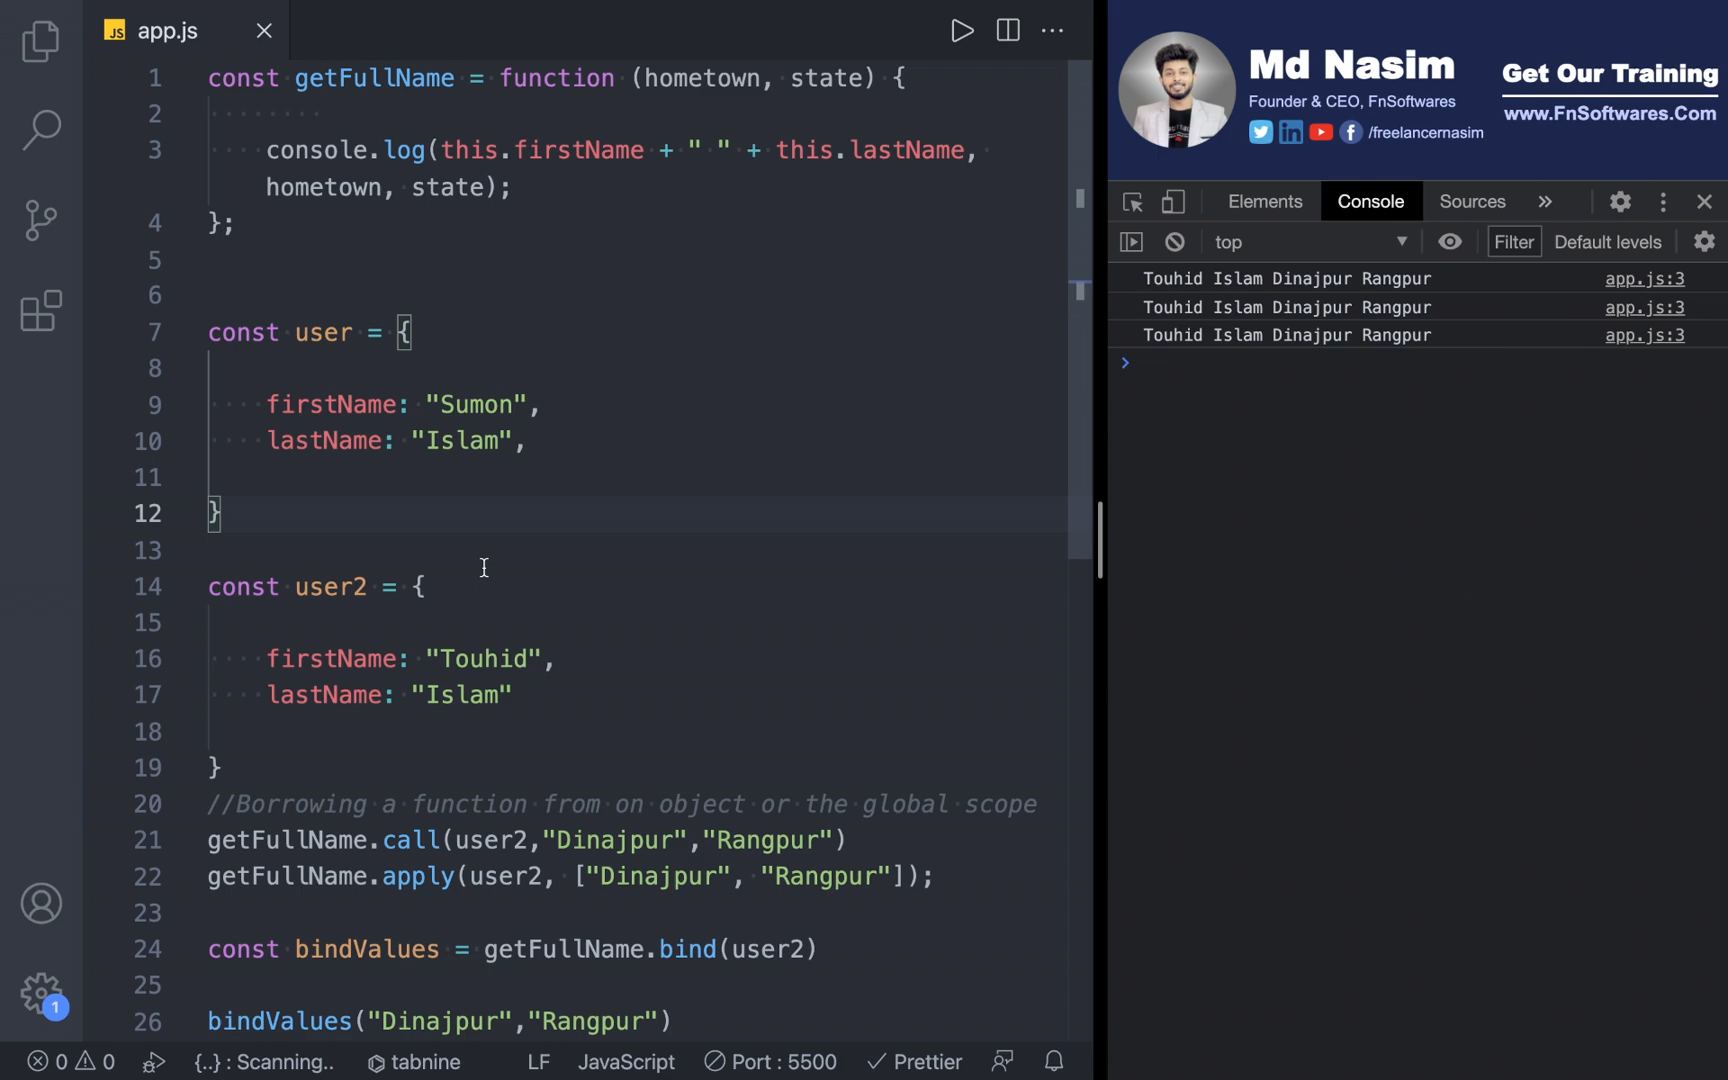 JS app.js
1 const getFullName = function (hometown, state) {
2
3 console.log(this.firstName + " " + this.lastName,
hometown, state);
4 };
5
6
7 const user = {
8
9 firstName: "Sumon",
10 lastName: "Islam",
11
12 }
13
14 const user2 = {
15
16 firstName: "Touhid",
17 lastName: "Islam"
18
19 }
20 //Borrowing a function from on object or the global scope
21 getFullName.call(user2,"Dinajpur","Rangpur")
22 getFullName.apply(user2, ["Dinajpur", "Rangpur"]);
23
24 const bindValues = getFullName.bind(user2)
25
26 bindValues("Dinajpur","Rangpur")
1
0 0 {..} : Scanning.. tabnine LF JavaScript Port : 5500 Prettier
Md Nasim
Founder & CEO, FnSoftwares
/freelancernasim
Get Our Training
www.FnSoftwares.Com
Elements Console Sources »
top Filter Default levels
Touhid Islam Dinajpur Rangpur app.js:3
Touhid Islam Dinajpur Rangpur app.js:3
Touhid Islam Dinajpur Rangpur app.js:3